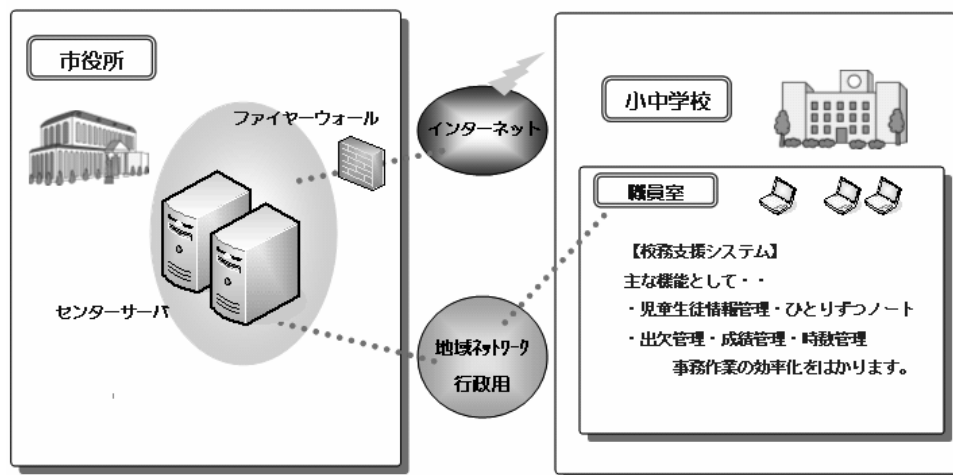 市役所
ファイヤーウォール
センターサーバ
インターネット
地域ネットワーク
行政用
小中学校
職員室
【校務支援システム】
主な機能として・・
・児童生徒情報管理・ひとりずつノート
・出欠管理・成績管理・時数管理
事務作業の効率化をはかります。